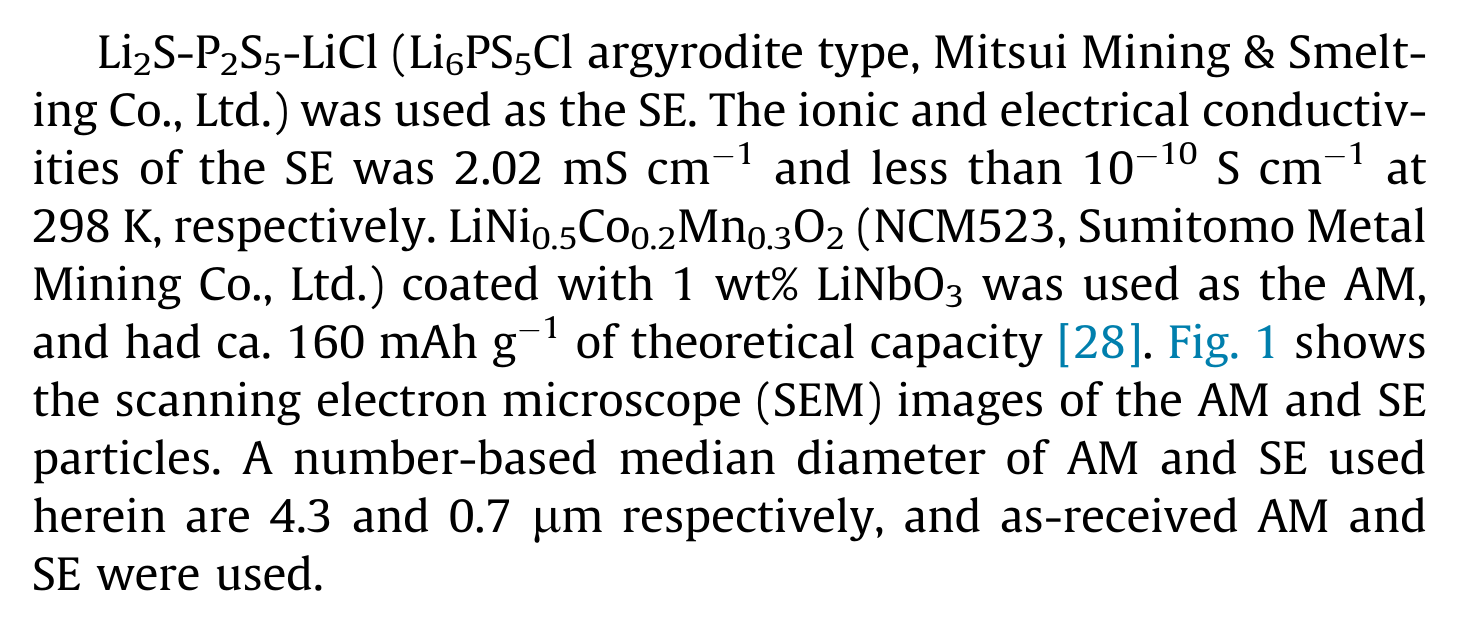 Li₂S-P₂S₅-LiCl (Li₆PS₅Cl argyrodite type, Mitsui Mining & Smelt-
ing Co., Ltd.) was used as the SE. The ionic and electrical conductiv-
ities of the SE was 2.02 mS cm⁻¹ and less than 10⁻¹⁰ S cm⁻¹ at
298 K, respectively. LiNi₀.₅Co₀.₂Mn₀.₃O₂ (NCM523, Sumitomo Metal
Mining Co., Ltd.) coated with 1 wt% LiNbO₃ was used as the AM,
and had ca. 160 mAh g⁻¹ of theoretical capacity [28]. Fig. 1 shows
the scanning electron microscope (SEM) images of the AM and SE
particles. A number-based median diameter of AM and SE used
herein are 4.3 and 0.7 μm respectively, and as-received AM and
SE were used.